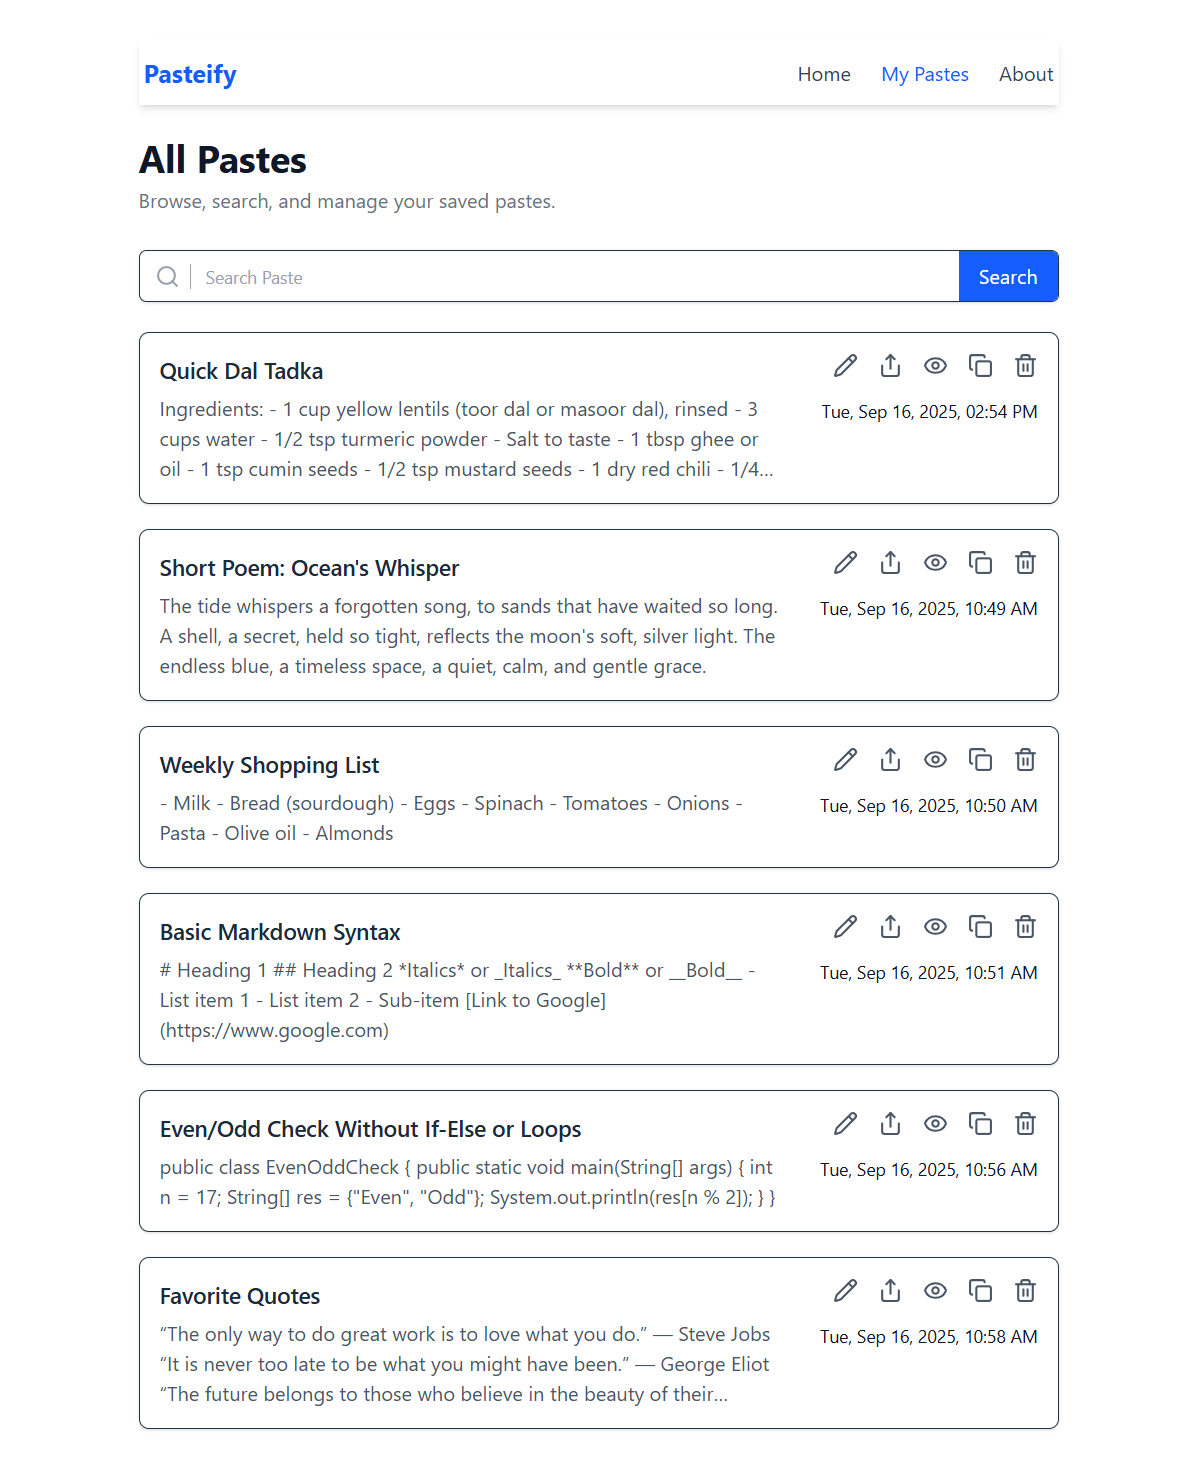 Pasteify
Home
My Pastes
About
All Pastes
Browse, search, and manage your saved pastes.
Search Paste
Search
Quick Dal Tadka
Ingredients: - 1 cup yellow lentils (toor dal or masoor dal), rinsed - 3
cups water - 1/2 tsp turmeric powder - Salt to taste - 1 tbsp ghee or
oil - 1 tsp cumin seeds - 1/2 tsp mustard seeds - 1 dry red chili - 1/4...
Tue, Sep 16, 2025, 02:54 PM
Short Poem: Ocean's Whisper
The tide whispers a forgotten song, to sands that have waited so long.
A shell, a secret, held so tight, reflects the moon's soft, silver light. The
endless blue, a timeless space, a quiet, calm, and gentle grace.
Tue, Sep 16, 2025, 10:49 AM
Weekly Shopping List
- Milk - Bread (sourdough) - Eggs - Spinach - Tomatoes - Onions -
Pasta - Olive oil - Almonds
Tue, Sep 16, 2025, 10:50 AM
Basic Markdown Syntax
# Heading 1 ## Heading 2 *Italics* or _Italics_ **Bold** or __Bold__ -
List item 1 - List item 2 - Sub-item [Link to Google]
(https://www.google.com)
Tue, Sep 16, 2025, 10:51 AM
Even/Odd Check Without If-Else or Loops
public class EvenOddCheck { public static void main(String[] args) { int
n = 17; String[] res = {"Even", "Odd"}; System.out.println(res[n % 2]); } }
Tue, Sep 16, 2025, 10:56 AM
Favorite Quotes
“The only way to do great work is to love what you do.” — Steve Jobs
“It is never too late to be what you might have been.” — George Eliot
“The future belongs to those who believe in the beauty of their...
Tue, Sep 16, 2025, 10:58 AM